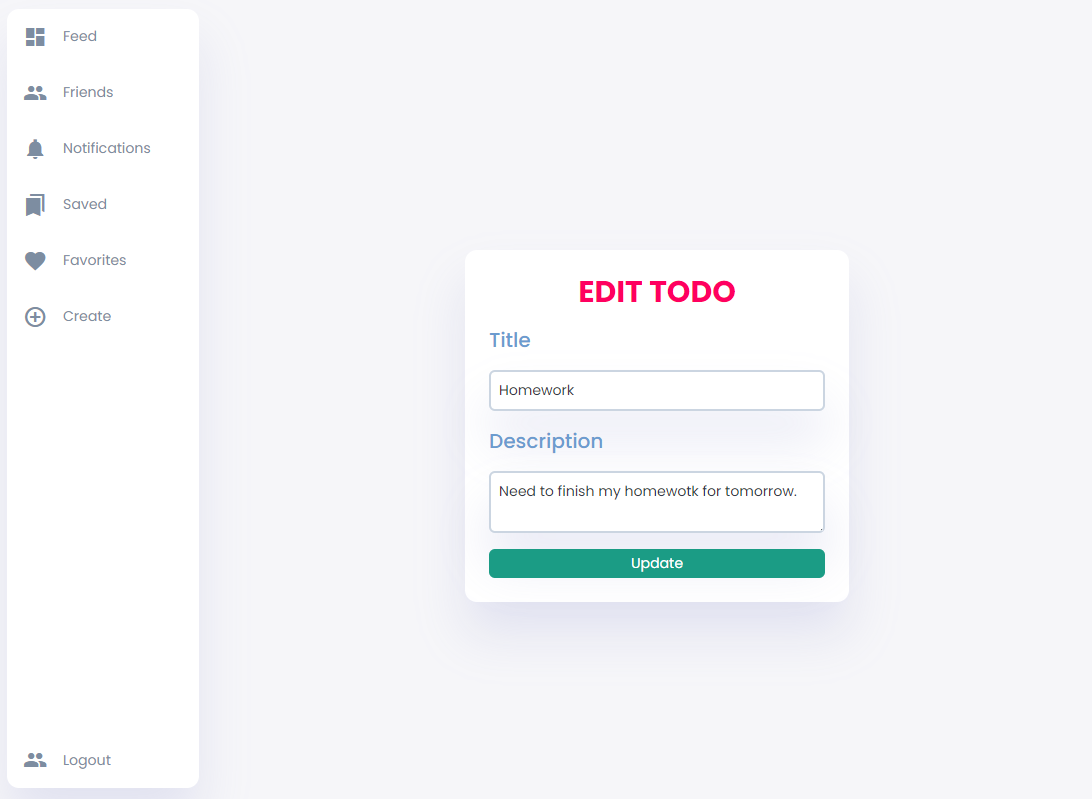 Feed
Friends
Notifications
Saved
Favorites
Create
Logout
EDIT TODO
Title
Homework
Description
Need to finish my homewotk for tomorrow.
Update